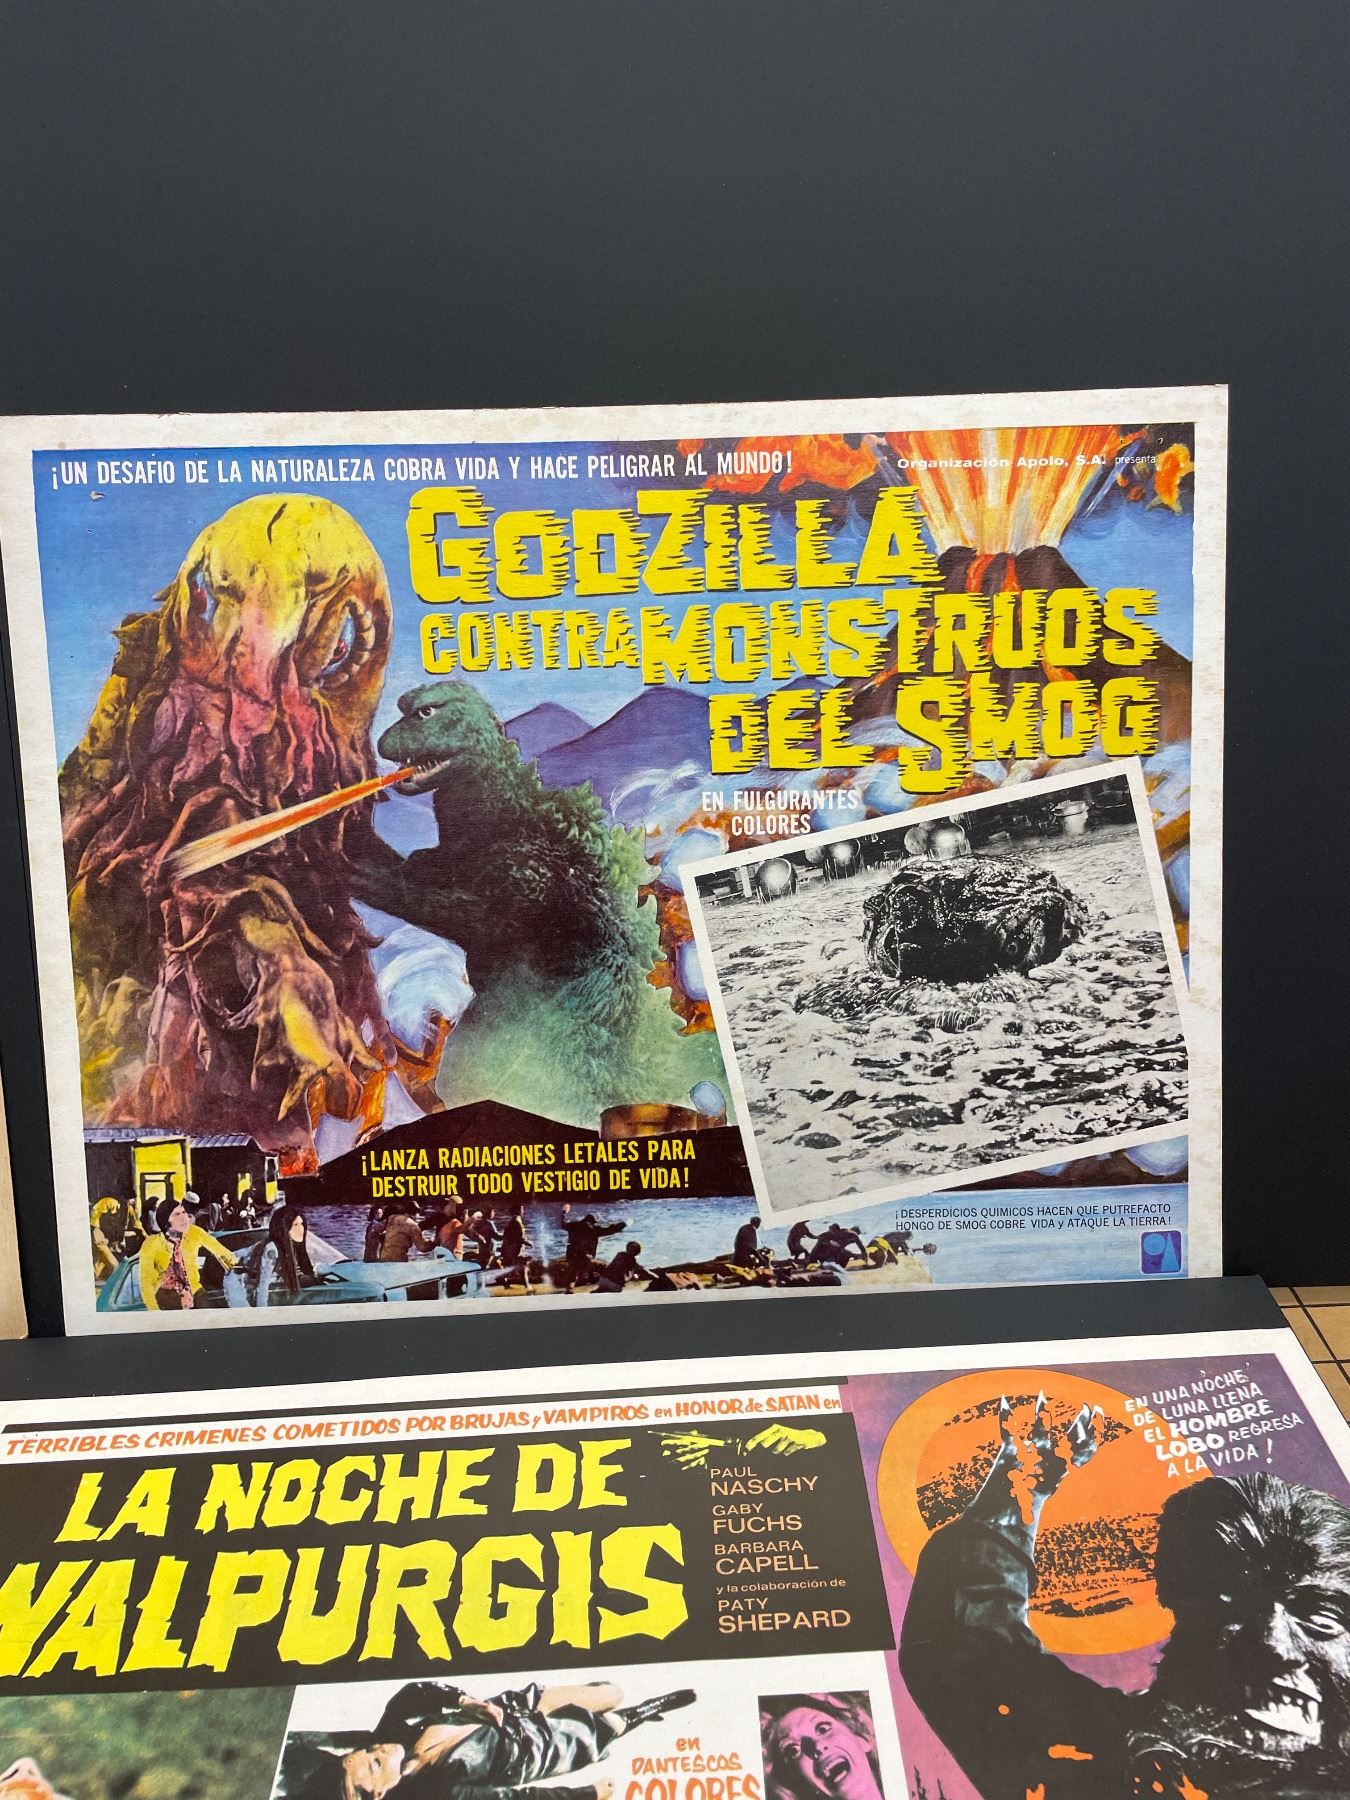 ¡UN DESAFIO DE LA NATURALEZA COBRA VIDA Y HACE PELIGRAR AL MUNDO!
Organización Apolo, S.A. presenta
GODZILLA
CONTRA MONSTRUOS
DEL SMOG
EN FULGURANTES
COLORES
¡LANZA RADIACIONES LETALES PARA
DESTRUIR TODO VESTIGIO DE VIDA!
¡DESPERDICIOS QUIMICOS HACEN QUE PUTREFACTO
HONGO DE SMOG COBRE VIDA y ATAQUE LA TIERRA!
TERRIBLES CRIMENES COMETIDOS POR BRUJAS y VAMPIROS en HONOR de SATAN en
LA NOCHE DE
WALPURGIS
PAUL
NASCHY
GABY
FUCHS
BARBARA
CAPELL
y la colaboración de
PATY
SHEPARD
EN UNA NOCHE
DE LUNA LLENA
EL HOMBRE
LOBO REGRESA
A LA VIDA!
en
DANTESCOS
COLORES